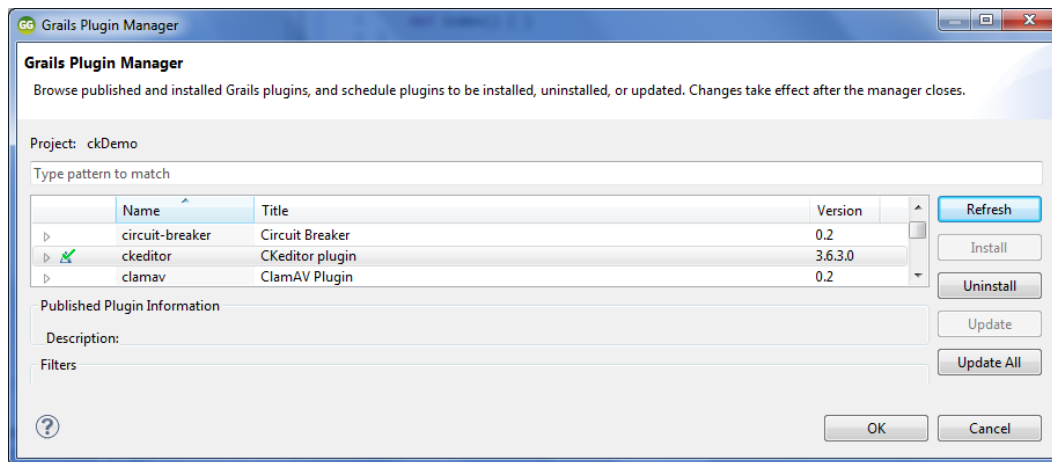 GG Grails Plugin Manager
Grails Plugin Manager
Browse published and installed Grails plugins, and schedule plugins to be installed, uninstalled, or updated. Changes take effect after the manager closes.
Project: ckDemo
Type pattern to match
Name Title Version Refresh
circuit-breaker Circuit Breaker 0.2
ckeditor CKeditor plugin 3.6.3.0 Install
clamav ClamAV Plugin 0.2
Uninstall
Published Plugin Information
Update
Description:
Filters Update All
? OK Cancel